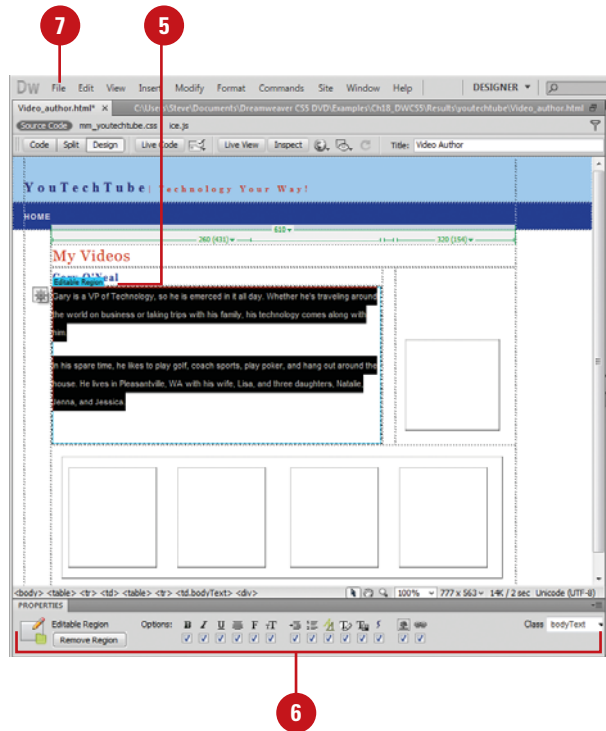 7 5
DW File Edit View Insert Modify Format Commands Site Window Help DESIGNER
Video_author.html* × C:\Users\Steve\Documents\Dreamweaver CS5 DVD\Examples\Ch18_DWCS5\Results\youtechtube\Video_author.html
Source Code mm_youtechtube.css ice.js
Code Split Design Live Code Live View Inspect Title: Video Author
YouTechTube| Technology Your Way!
HOME
610
260 (431) 320 (154)
My Videos
Gary O'Neal
Editable Region
Gary is a VP of Technology, so he is emerced in it all day. Whether he's traveling around
the world on business or taking trips with his family, his technology comes along with
him.
In his spare time, he likes to play golf, coach sports, play poker, and hang out around the
house. He lives in Pleasantville, WA with his wife, Lisa, and three daughters, Natalie,
Jenna, and Jessica.
<body> <table> <tr> <td> <table> <tr> <td.bodyText> <div> 100% 777 x 563 14K / 2 sec Unicode (UTF-8)
PROPERTIES
Editable Region Options: B I U F T Class bodyText
Remove Region
6